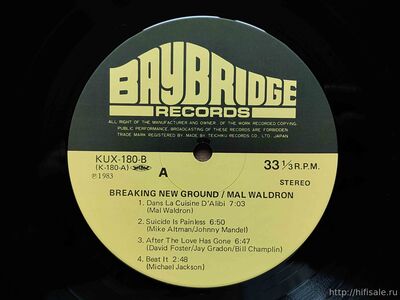 BAYBRIDGE
RECORDS
ALL RIGHT OF THE MANUFACTURER AND OWNER OF THE WORK RECORDED COPYING,
PUBLIC PERFORMANCE, BROADCASTING OF THESE RECORDS ARE FORBIDDEN
TRADE MARK REGISTERED BY. MADE BY TEICHIKU RECORDS CO., LTD. JAPAN
KUX-180-B
(K-180-A)
℗1983
A
33 1/3 R.P.M.
STEREO
BREAKING NEW GROUND / MAL WALDRON
1. Dans La Cuisine D'Alibi 7:03
(Mal Waldron)
2. Suicide Is Painless 6:50
(Mike Altman/Johnny Mandel)
3. After The Love Has Gone 6:47
(David Foster/Jay Gradon/Bill Champlin)
4. Beat It 2:48
(Michael Jackson)
http://hifisale.ru/